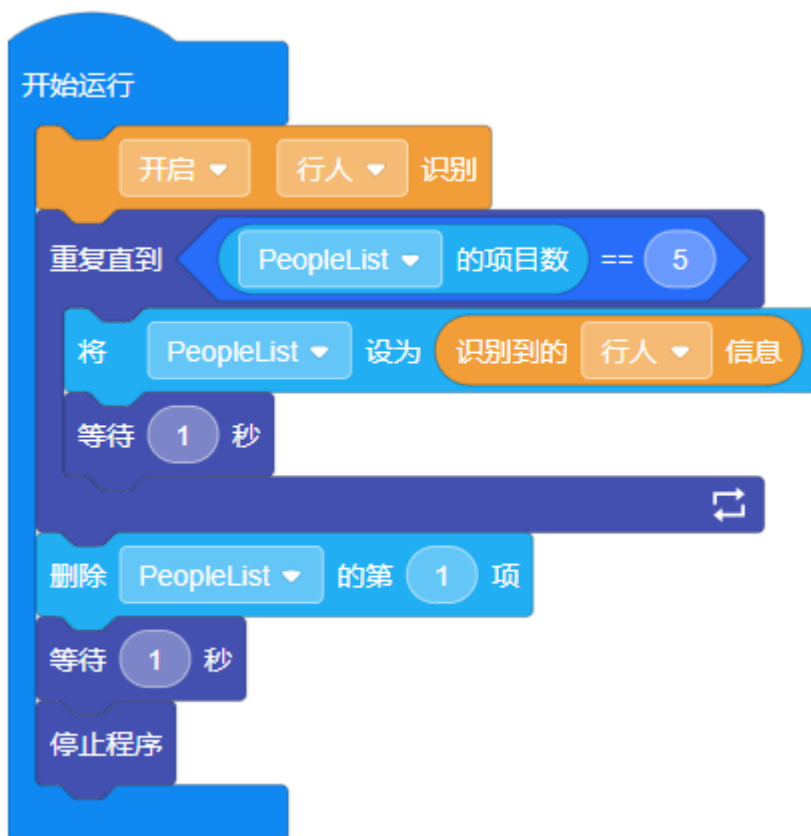 开始运行
开启 行人 识别
重复直到 PeopleList 的项目数 == 5
将 PeopleList 设为 识别到的 行人 信息
等待 1 秒
删除 PeopleList 的第 1 项
等待 1 秒
停止程序